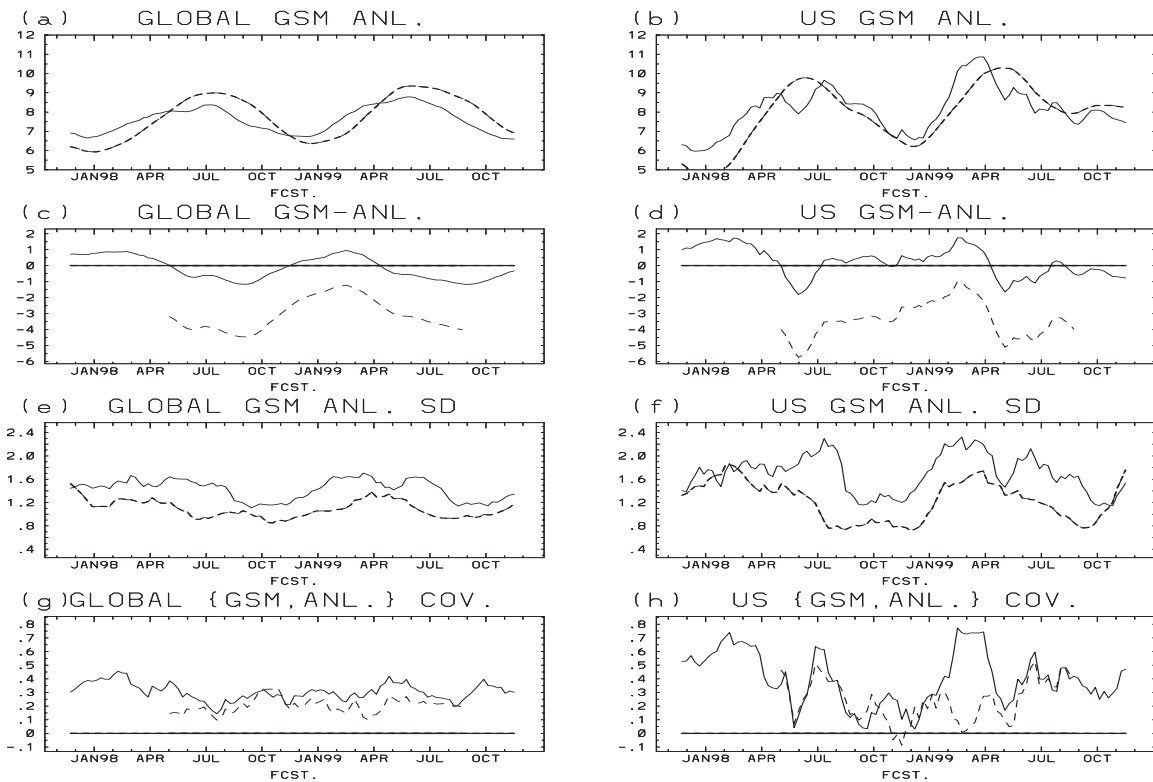 (a) GLOBAL GSM ANL.
12
11
10
9
8
7
6
5
JAN98 APR JUL OCT JAN99 APR JUL OCT
FCST.
(b) US GSM ANL.
12
11
10
9
8
7
6
5
JAN98 APR JUL OCT JAN99 APR JUL OCT
FCST.
(c) GLOBAL GSM-ANL.
2
1
0
-1
-2
-3
-4
-5
-6
JAN98 APR JUL OCT JAN99 APR JUL OCT
FCST.
(d) US GSM-ANL.
2
1
0
-1
-2
-3
-4
-5
-6
JAN98 APR JUL OCT JAN99 APR JUL OCT
FCST.
(e) GLOBAL GSM ANL. SD
2.4
2.0
1.6
1.2
.8
.4
JAN98 APR JUL OCT JAN99 APR JUL OCT
FCST.
(f) US GSM ANL. SD
2.4
2.0
1.6
1.2
.8
.4
JAN98 APR JUL OCT JAN99 APR JUL OCT
FCST.
(g)GLOBAL {GSM,ANL.} COV.
.8
.7
.6
.5
.4
.3
.2
.1
0
-.1
JAN98 APR JUL OCT JAN99 APR JUL OCT
FCST.
(h) US {GSM,ANL.} COV.
.8
.7
.6
.5
.4
.3
.2
.1
0
-.1
JAN98 APR JUL OCT JAN99 APR JUL OCT
FCST.